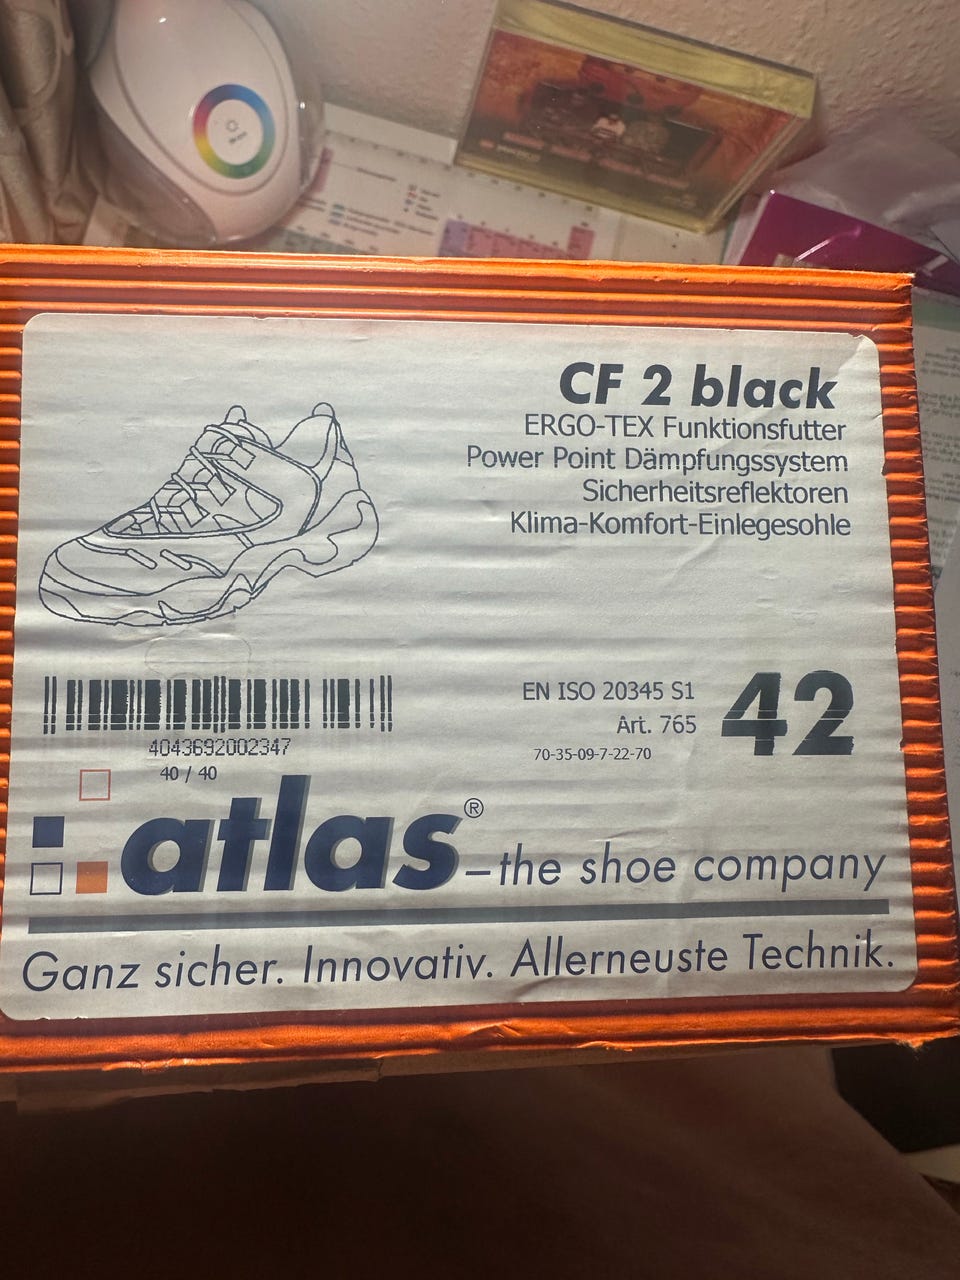 CF 2 black
ERGO-TEX Funktionsfutter
Power Point Dämpfungssystem
Sicherheitsreflektoren
Klima-Komfort-Einlegesohle
EN ISO 20345 S1
42
Art. 765
70-35-09-7-22-70
4043692002347
40 / 40
atlas® – the shoe company
Ganz sicher. Innovativ. Allerneuste Technik.